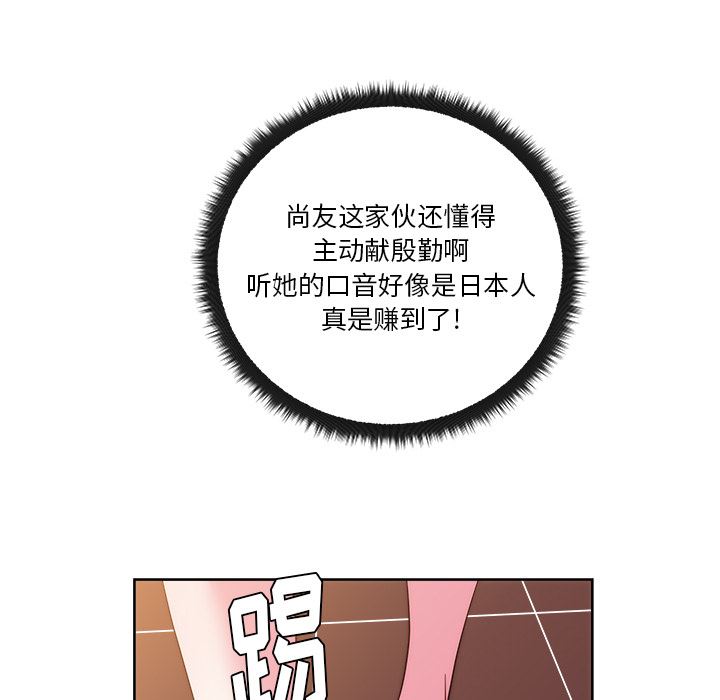 尚友这家伙还懂得
主动献殷勤啊
听她的口音好像是日本人
真是赚到了!
踢